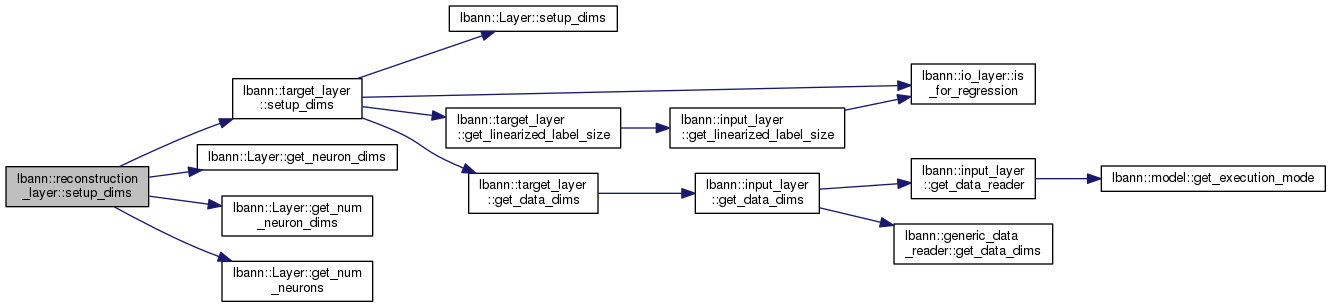 lbann::reconstruction
_layer::setup_dims
lbann::target_layer
::setup_dims
lbann::Layer::setup_dims
lbann::io_layer::is
_for_regression
lbann::target_layer
::get_linearized_label_size
lbann::input_layer
::get_linearized_label_size
lbann::target_layer
::get_data_dims
lbann::input_layer
::get_data_dims
lbann::input_layer
::get_data_reader
lbann::model::get_execution_mode
lbann::generic_data
_reader::get_data_dims
lbann::Layer::get_neuron_dims
lbann::Layer::get_num
_neuron_dims
lbann::Layer::get_num
_neurons